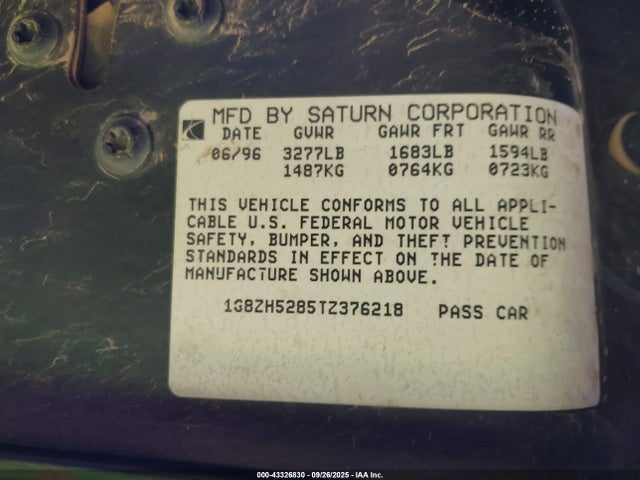 MFD BY SATURN CORPORATION
DATE GVWR GAWR FRT GAWR RR
06/96 3277LB 1683LB 1594LB
1487KG 0764KG 0723KG
THIS VEHICLE CONFORMS TO ALL APPLI-
CABLE U.S. FEDERAL MOTOR VEHICLE
SAFETY, BUMPER, AND THEFT PREVENTION
STANDARDS IN EFFECT ON THE DATE OF
MANUFACTURE SHOWN ABOVE.
1G8ZH5285TZ376218 PASS CAR
000-43326830 - 09/26/2025 - IAA Inc.